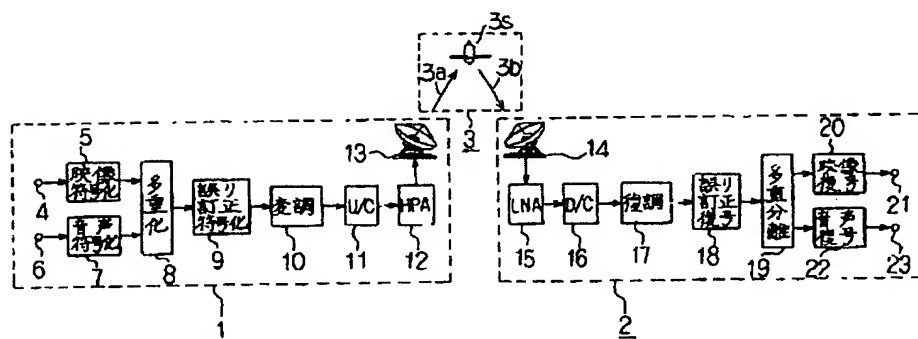 3s
3a
3b
3
5
映像
符号化
4
音声
符号化
6
7
多重化
8
誤り
訂正
符号化
9
変調
10
U/C
11
HPA
12
13
1
14
LNA
15
D/C
16
復調
17
誤り
訂正
復号
18
多重分離
19
20
映像
復号
21
音声
復号
22
23
2